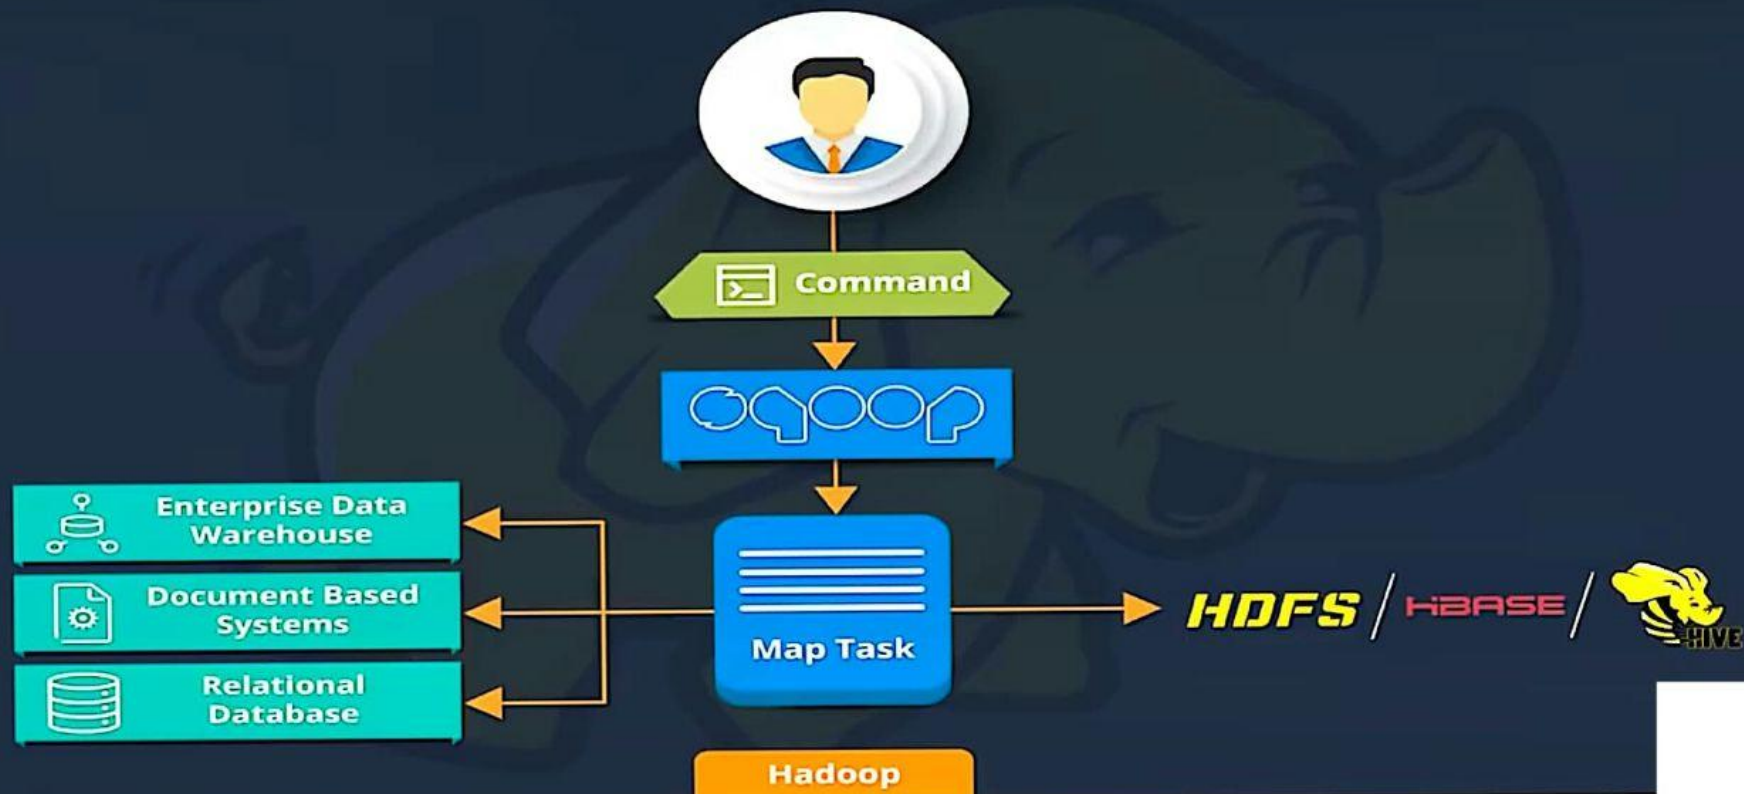 Command
sqoop
Enterprise Data
Warehouse
Document Based
Systems
Relational
Database
Map Task
HDFS / HBASE / HIVE
Hadoop